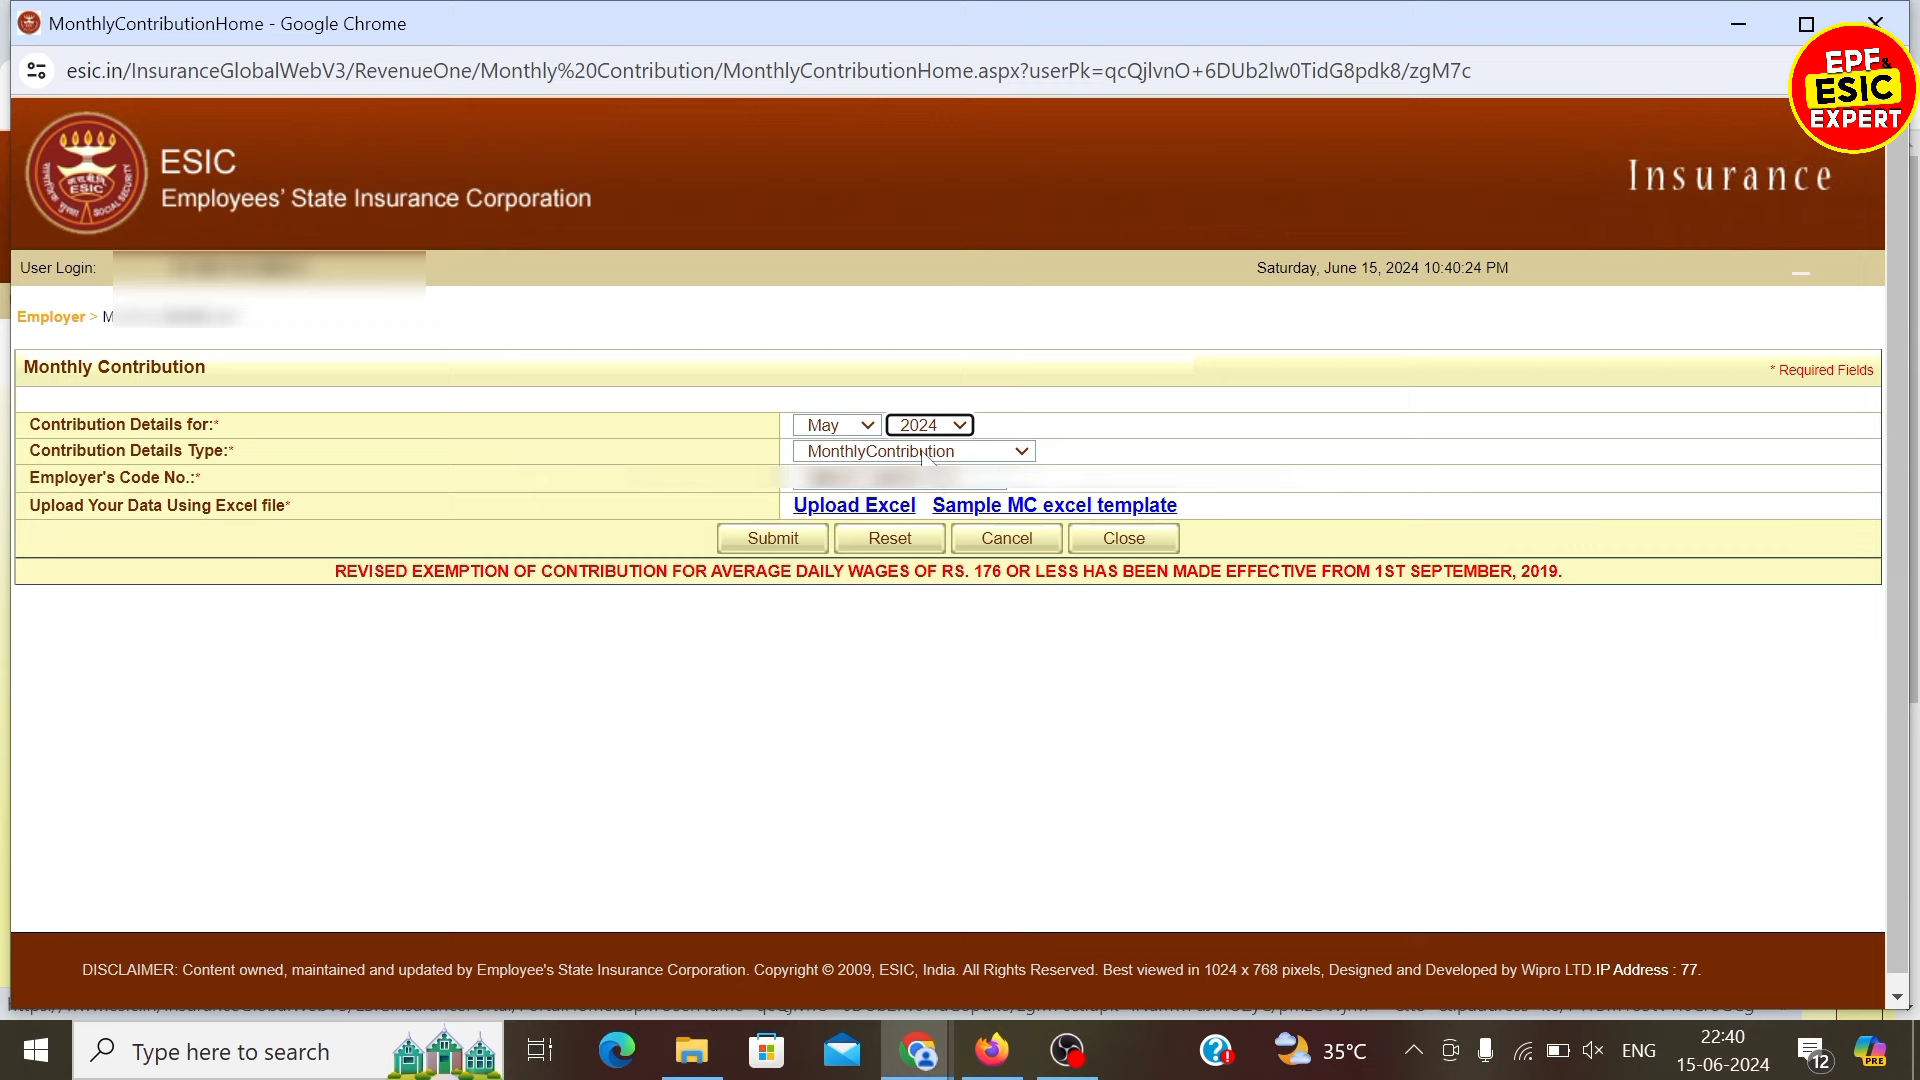 MonthlyContributionHome - Google Chrome
esic.in/InsuranceGlobalWebV3/RevenueOne/Monthly%20Contribution/MonthlyContributionHome.aspx?userPk=qcQjlvnO+6DUb2lw0TidG8pdk8/zgM7c
EPF &
ESIC
EXPERT
ESIC
Employees' State Insurance Corporation
Insurance
User Login:
Saturday, June 15, 2024 10:40:24 PM
Employer > M
Monthly Contribution
* Required Fields
Contribution Details for:* May 2024
Contribution Details Type:* MonthlyContribution
Employer's Code No.:*
Upload Your Data Using Excel file* Upload Excel Sample MC excel template
Submit Reset Cancel Close
REVISED EXEMPTION OF CONTRIBUTION FOR AVERAGE DAILY WAGES OF RS. 176 OR LESS HAS BEEN MADE EFFECTIVE FROM 1ST SEPTEMBER, 2019.
DISCLAIMER: Content owned, maintained and updated by Employee's State Insurance Corporation. Copyright © 2009, ESIC, India. All Rights Reserved. Best viewed in 1024 x 768 pixels, Designed and Developed by Wipro LTD.IP Address : 77.
Type here to search
35°C
ENG
22:40
15-06-2024
12
PRE